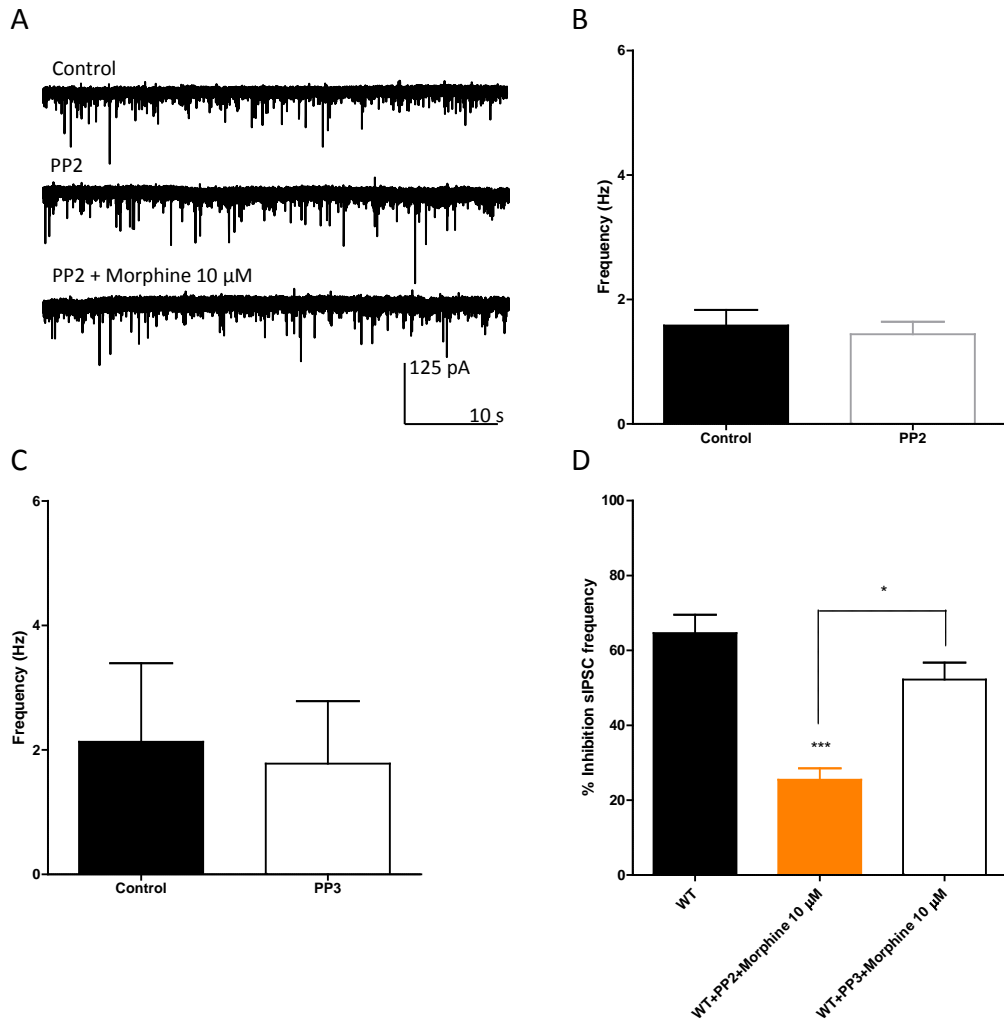 A
Control
PP2
PP2 + Morphine 10 µM
125 pA
10 s
B
Frequency (Hz)
6
4
2
0
Control
PP2
C
Frequency (Hz)
6
4
2
0
Control
PP3
D
% Inhibition sIPSC frequency
100
80
60
40
20
0
*
***
WT
WT+PP2+Morphine 10 µM
WT+PP3+Morphine 10 µM